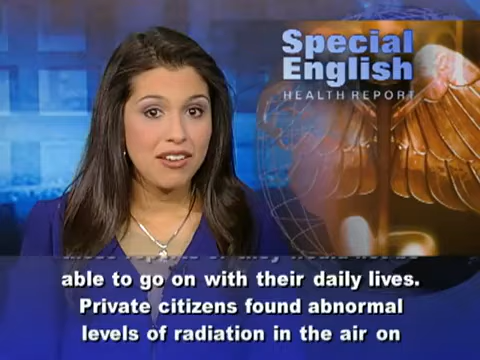 Special
English
HEALTH REPORT
able to go on with their daily lives.
Private citizens found abnormal
levels of radiation in the air on